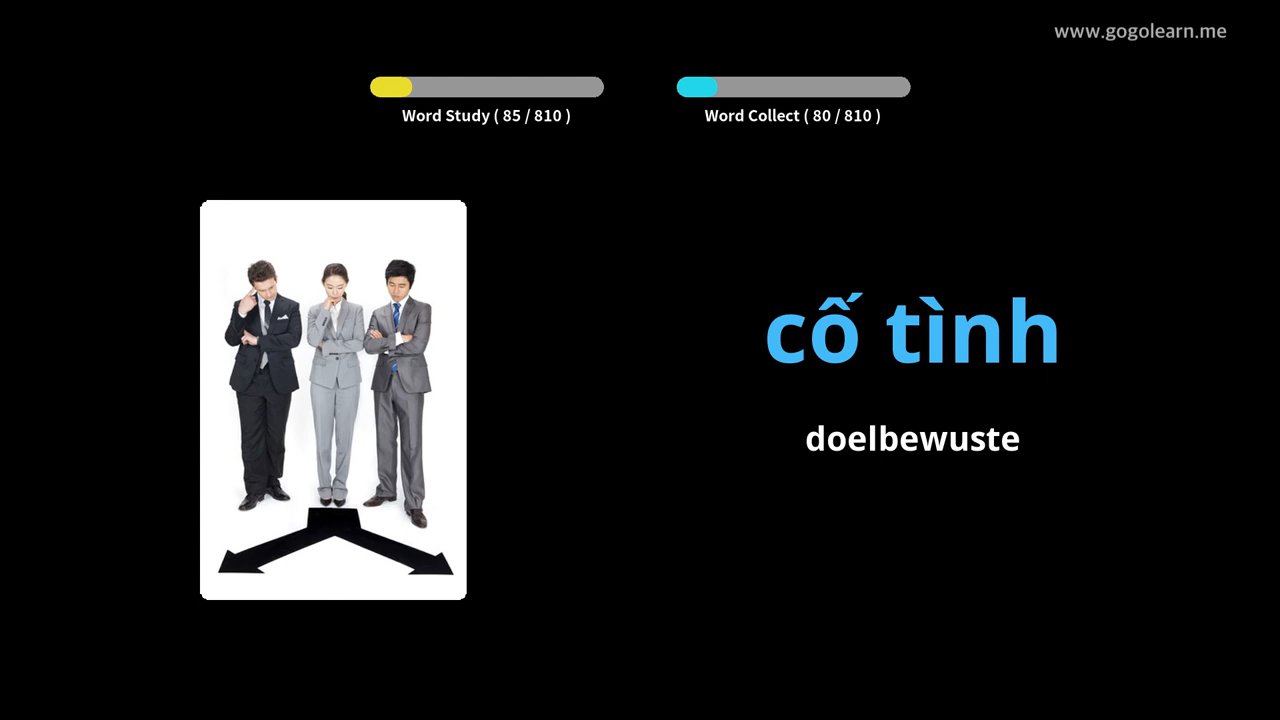 www.gogolearn.me
Word Study ( 85 / 810 )
Word Collect ( 80 / 810 )
cố tình
doelbewuste